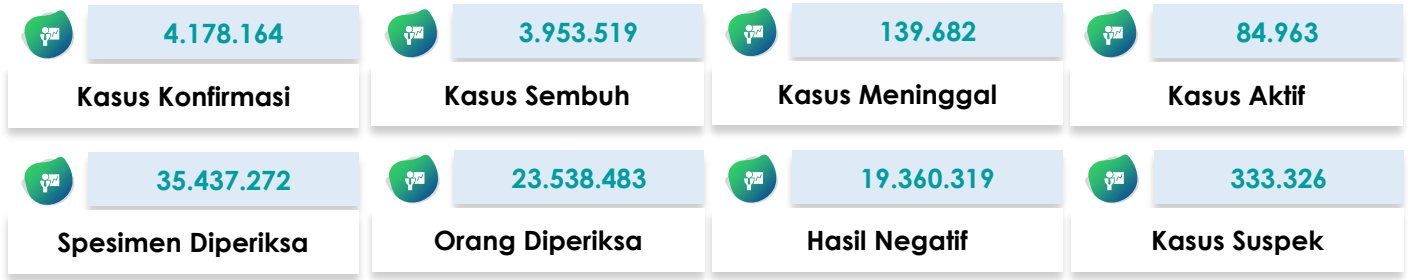 4.178.164
Kasus Konfirmasi
3.953.519
Kasus Sembuh
139.682
Kasus Meninggal
84.963
Kasus Aktif
35.437.272
Spesimen Diperiksa
23.538.483
Orang Diperiksa
19.360.319
Hasil Negatif
333.326
Kasus Suspek